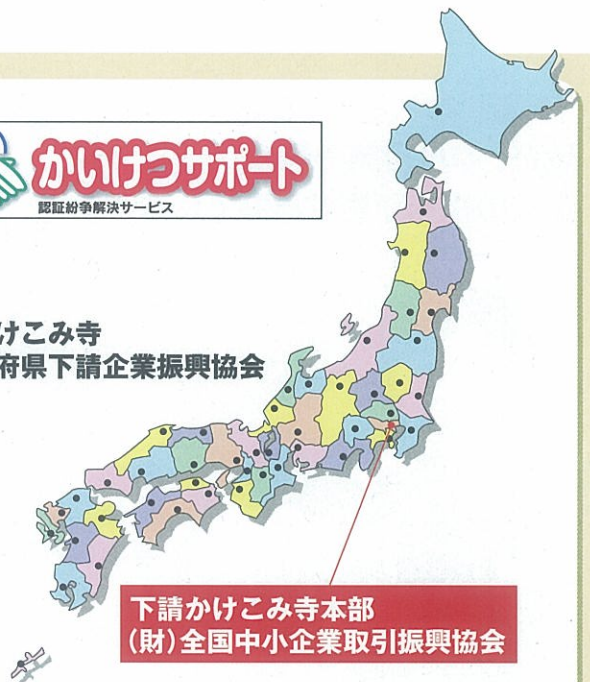 かいけつサポート
認証紛争解決サービス
けこみ寺
府県下請企業振興協会
下請かけこみ寺本部
(財)全国中小企業取引振興協会